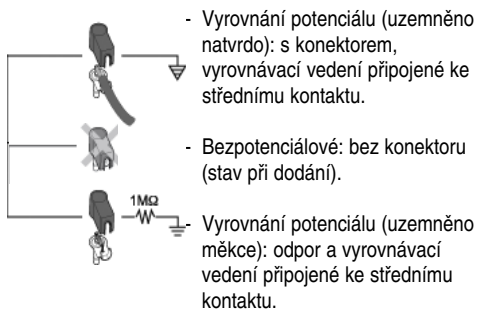 - Vyrovnání potenciálu (uzemněno
natvrdo): s konektorem,
vyrovnávací vedení připojené ke
střednímu kontaktu.
- Bezpotenciálové: bez konektoru
(stav při dodání).
1MΩ
- Vyrovnání potenciálu (uzemněno
měkce): odpor a vyrovnávací
vedení připojené ke střednímu
kontaktu.